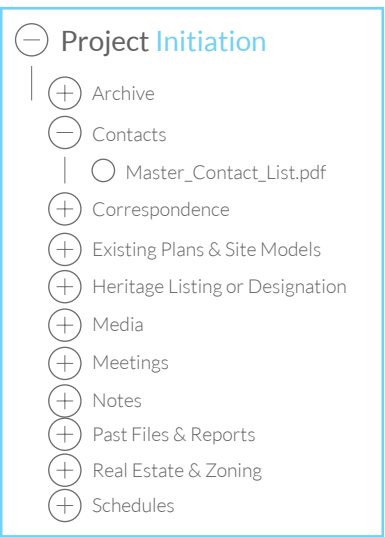 Project Initiation
Archive
Contacts
Master_Contact_List.pdf
Correspondence
Existing Plans & Site Models
Heritage Listing or Designation
Media
Meetings
Notes
Past Files & Reports
Real Estate & Zoning
Schedules